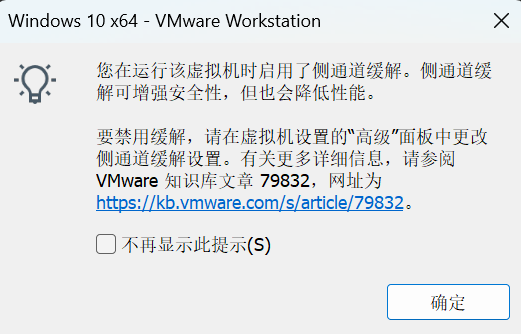 Windows 10 x64 - VMware Workstation
您在运行该虚拟机时启用了侧通道缓解。侧通道缓
解可增强安全性，但也会降低性能。
要禁用缓解，请在虚拟机设置的“高级”面板中更改
侧通道缓解设置。有关更多详细信息，请参阅
VMware 知识库文章 79832，网址为
https://kb.vmware.com/s/article/79832。
不再显示此提示(S)
确定